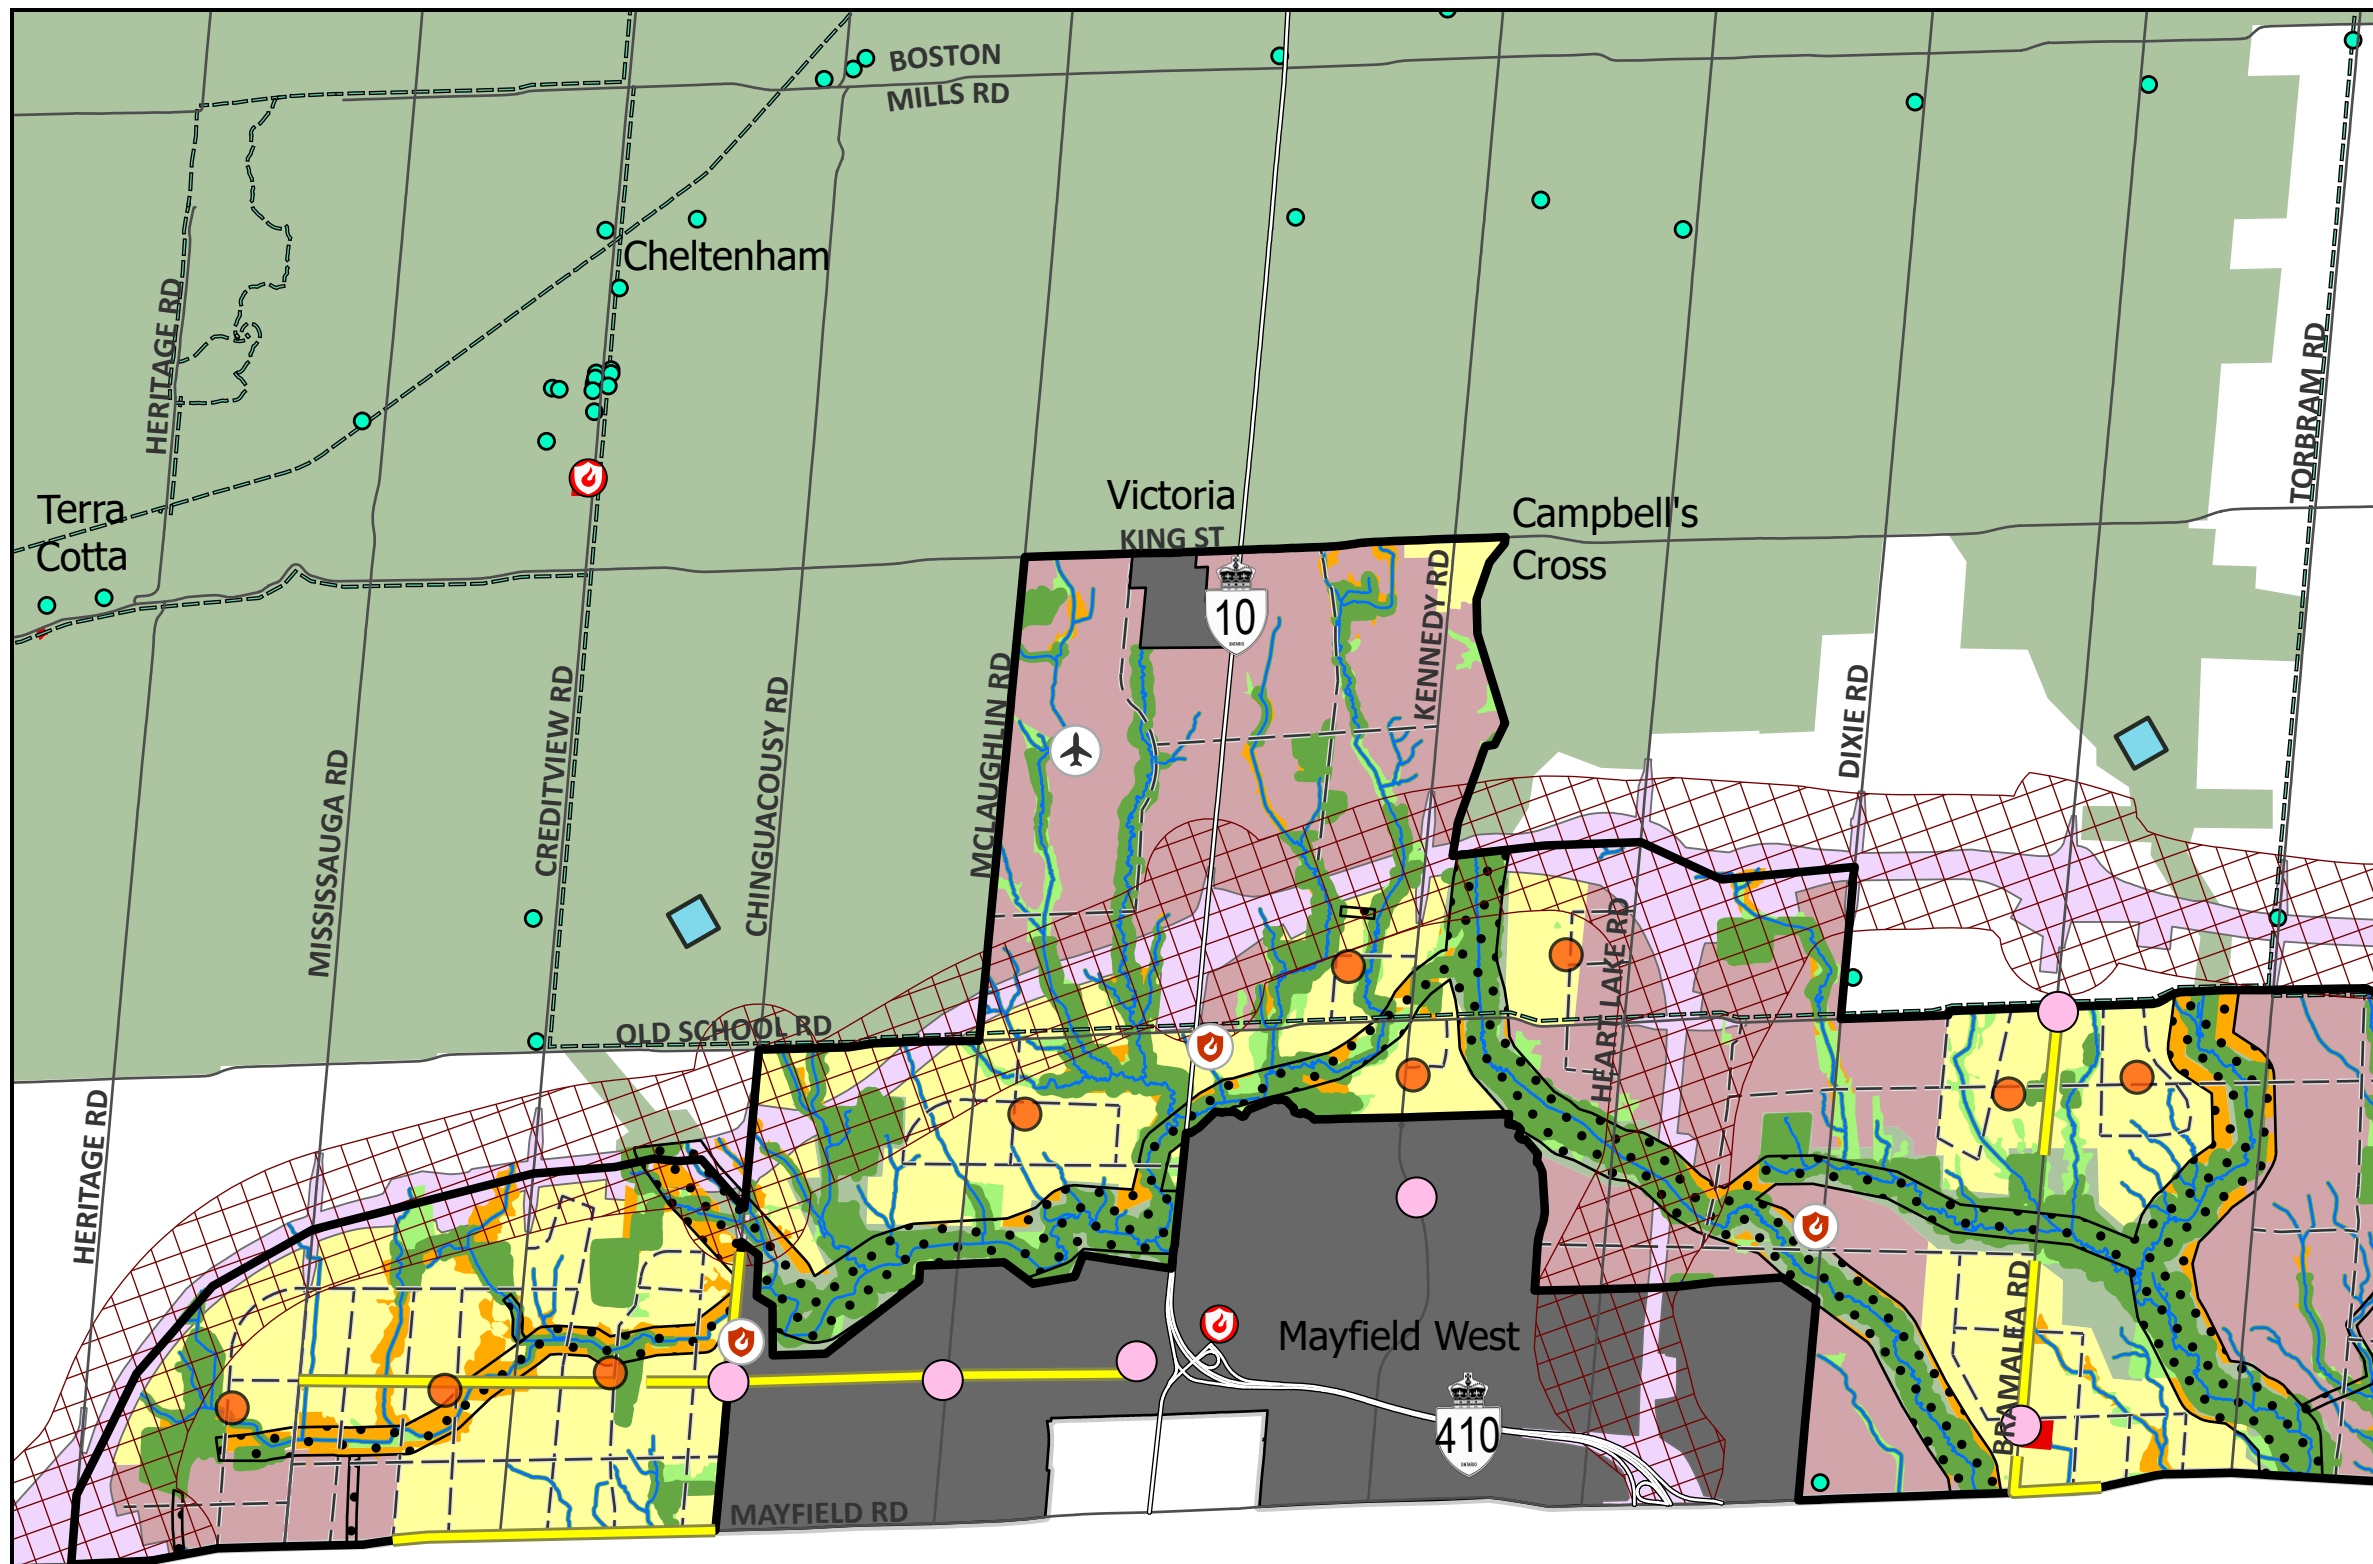 BOSTON
MILLS RD
Cheltenham
HERITAGE RD
TORBRAM RD
Terra
Cotta
Victoria
KING ST
Campbell's
Cross
10
ONTARIO
KENNEDY RD
MCLAUGHLIN RD
CREDITVIEW RD
CHINGUACOUSY RD
DIXIE RD
MISSISSAUGA RD
HEART LAKE RD
OLD SCHOOL RD
HERITAGE RD
BRAMALEA RD
Mayfield West
410
ONTARIO
MAYFIELD RD